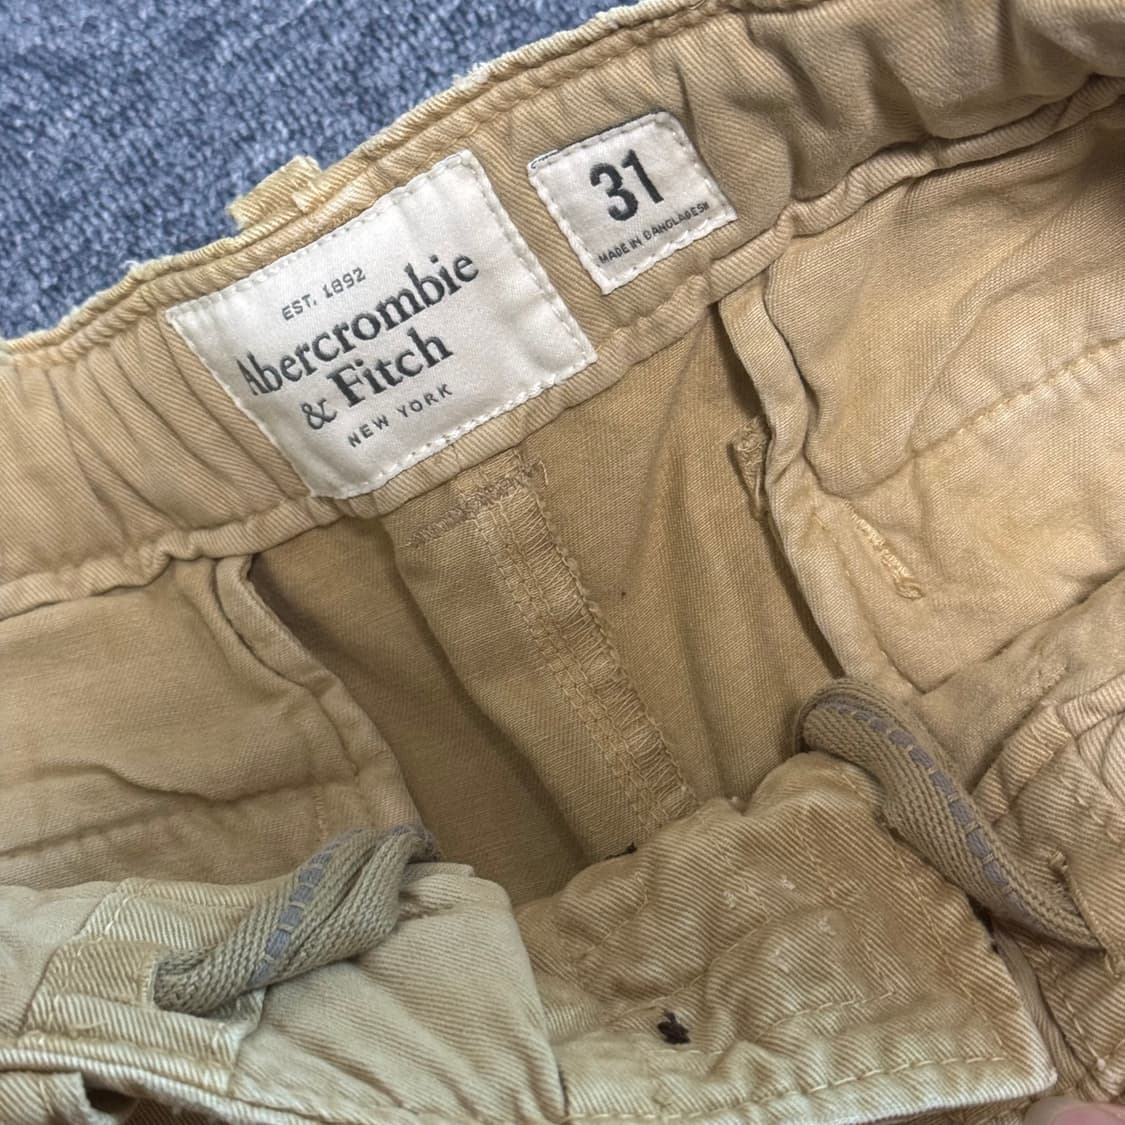 EST. 1892
Abercrombie
& Fitch
NEW YORK
31
MADE IN BANGLADESH